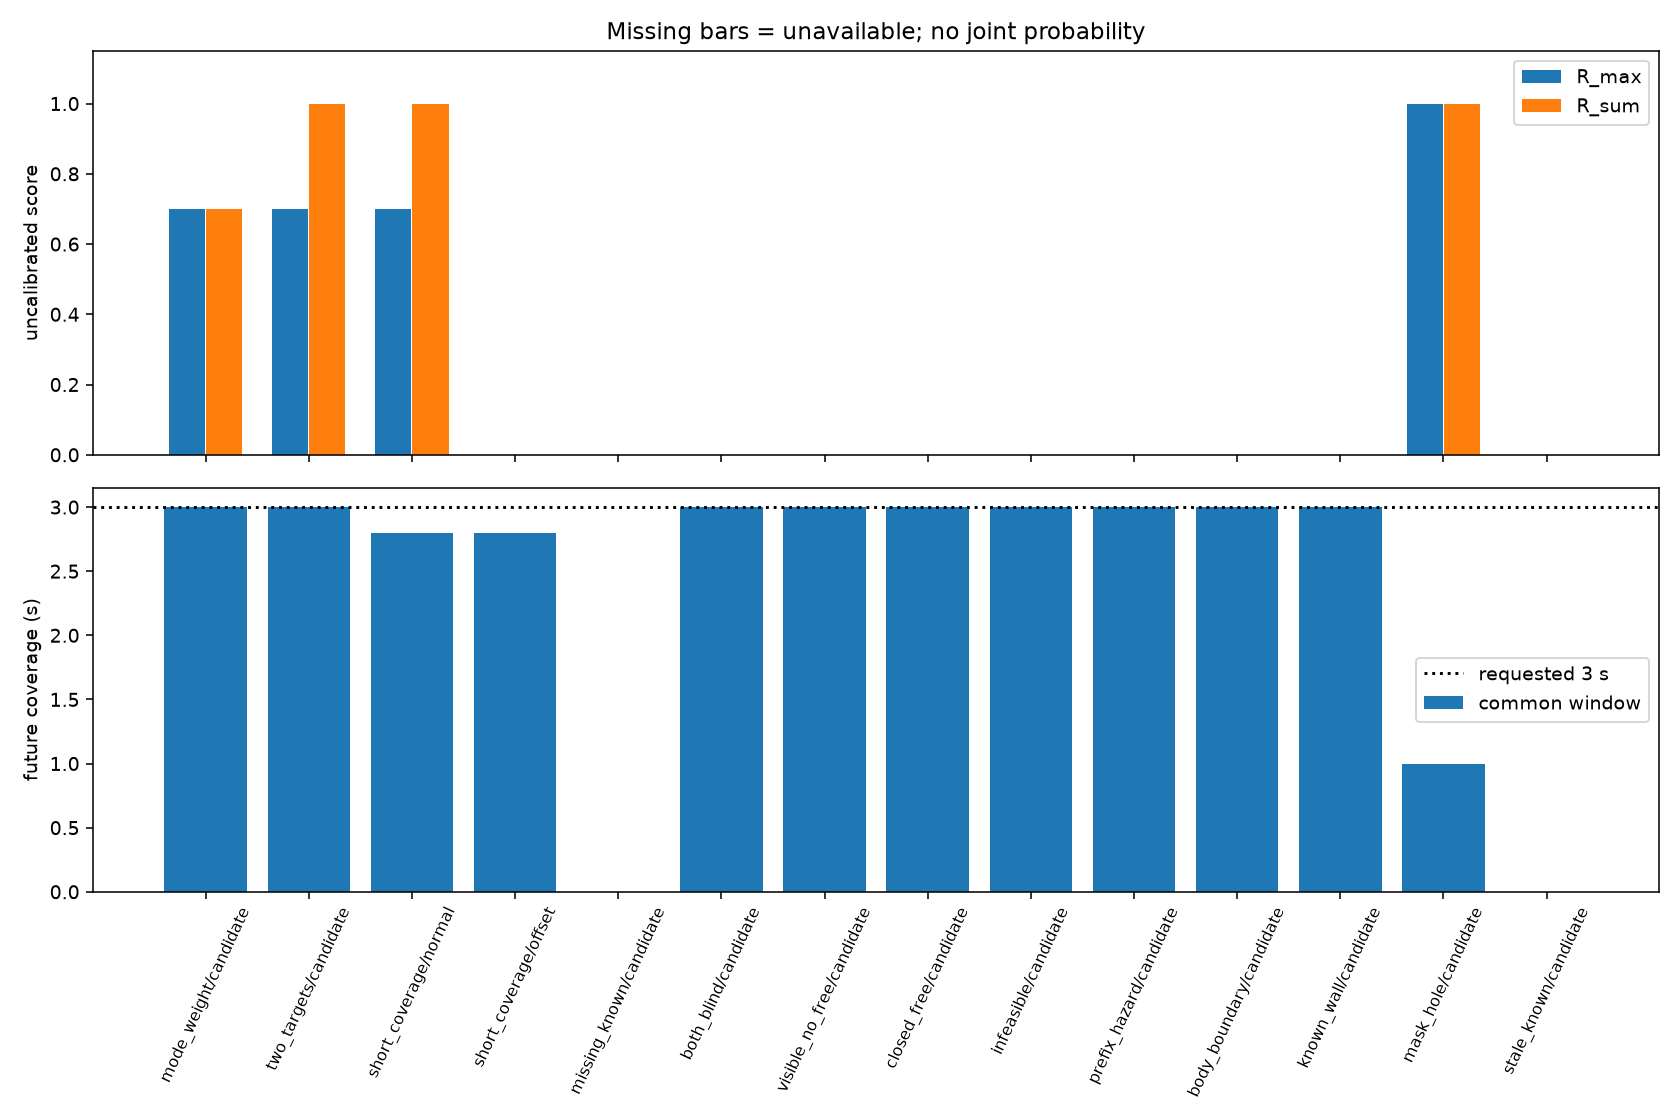 Missing bars = unavailable; no joint probability
uncalibrated score
1.0
0.8
0.6
0.4
0.2
0.0
R_max
R_sum
future coverage (s)
3.0
2.5
2.0
1.5
1.0
0.5
0.0
requested 3 s
common window
mode_weight/candidate
two_targets/candidate
short_coverage/normal
short_coverage/offset
missing_known/candidate
both_blind/candidate
visible_no_free/candidate
closed_free/candidate
infeasible/candidate
prefix_hazard/candidate
body_boundary/candidate
known_wall/candidate
mask_hole/candidate
stale_known/candidate